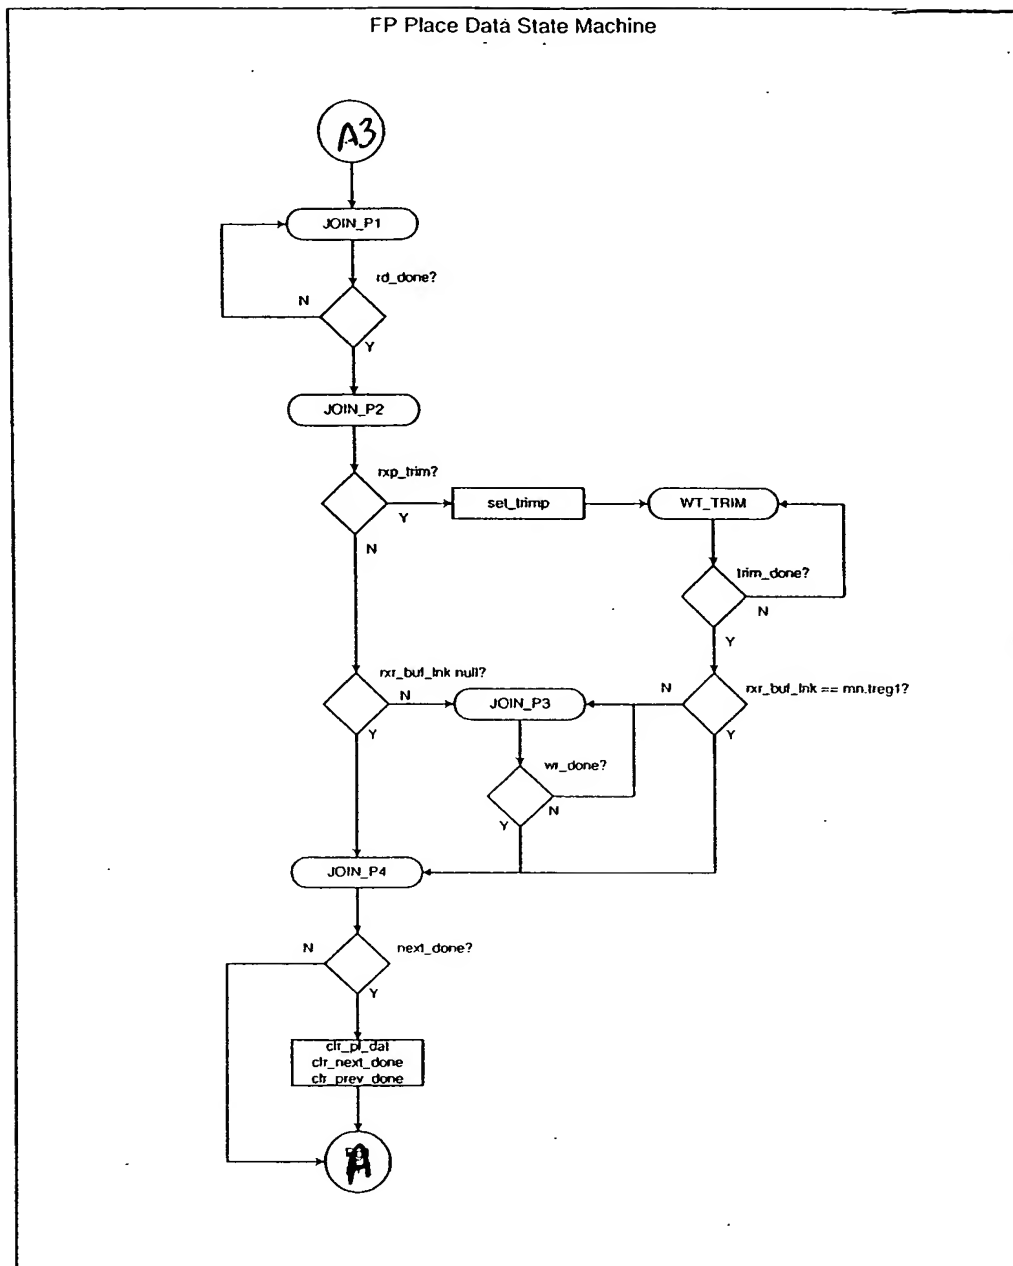 FP Place Data State Machine
A3
JOIN_P1
rd_done?
N
Y
JOIN_P2
rxp_trim?
Y
set_trimp
WT_TRIM
N
trim_done?
N
Y
rxr_buf_lnk null?
N
JOIN_P3
N
rxr_buf_lnk == mn.treg1?
Y
Y
wr_done?
Y
N
JOIN_P4
N
next_done?
Y
clr_pl_dat
clr_next_done
clr_prev_done
A